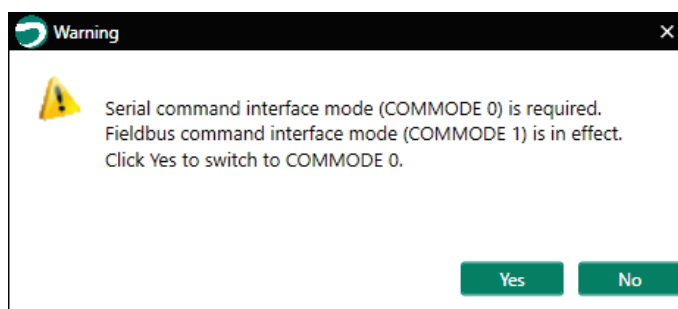 Warning
Serial command interface mode (COMMODE 0) is required.
Fieldbus command interface mode (COMMODE 1) is in effect.
Click Yes to switch to COMMODE 0.
Yes No